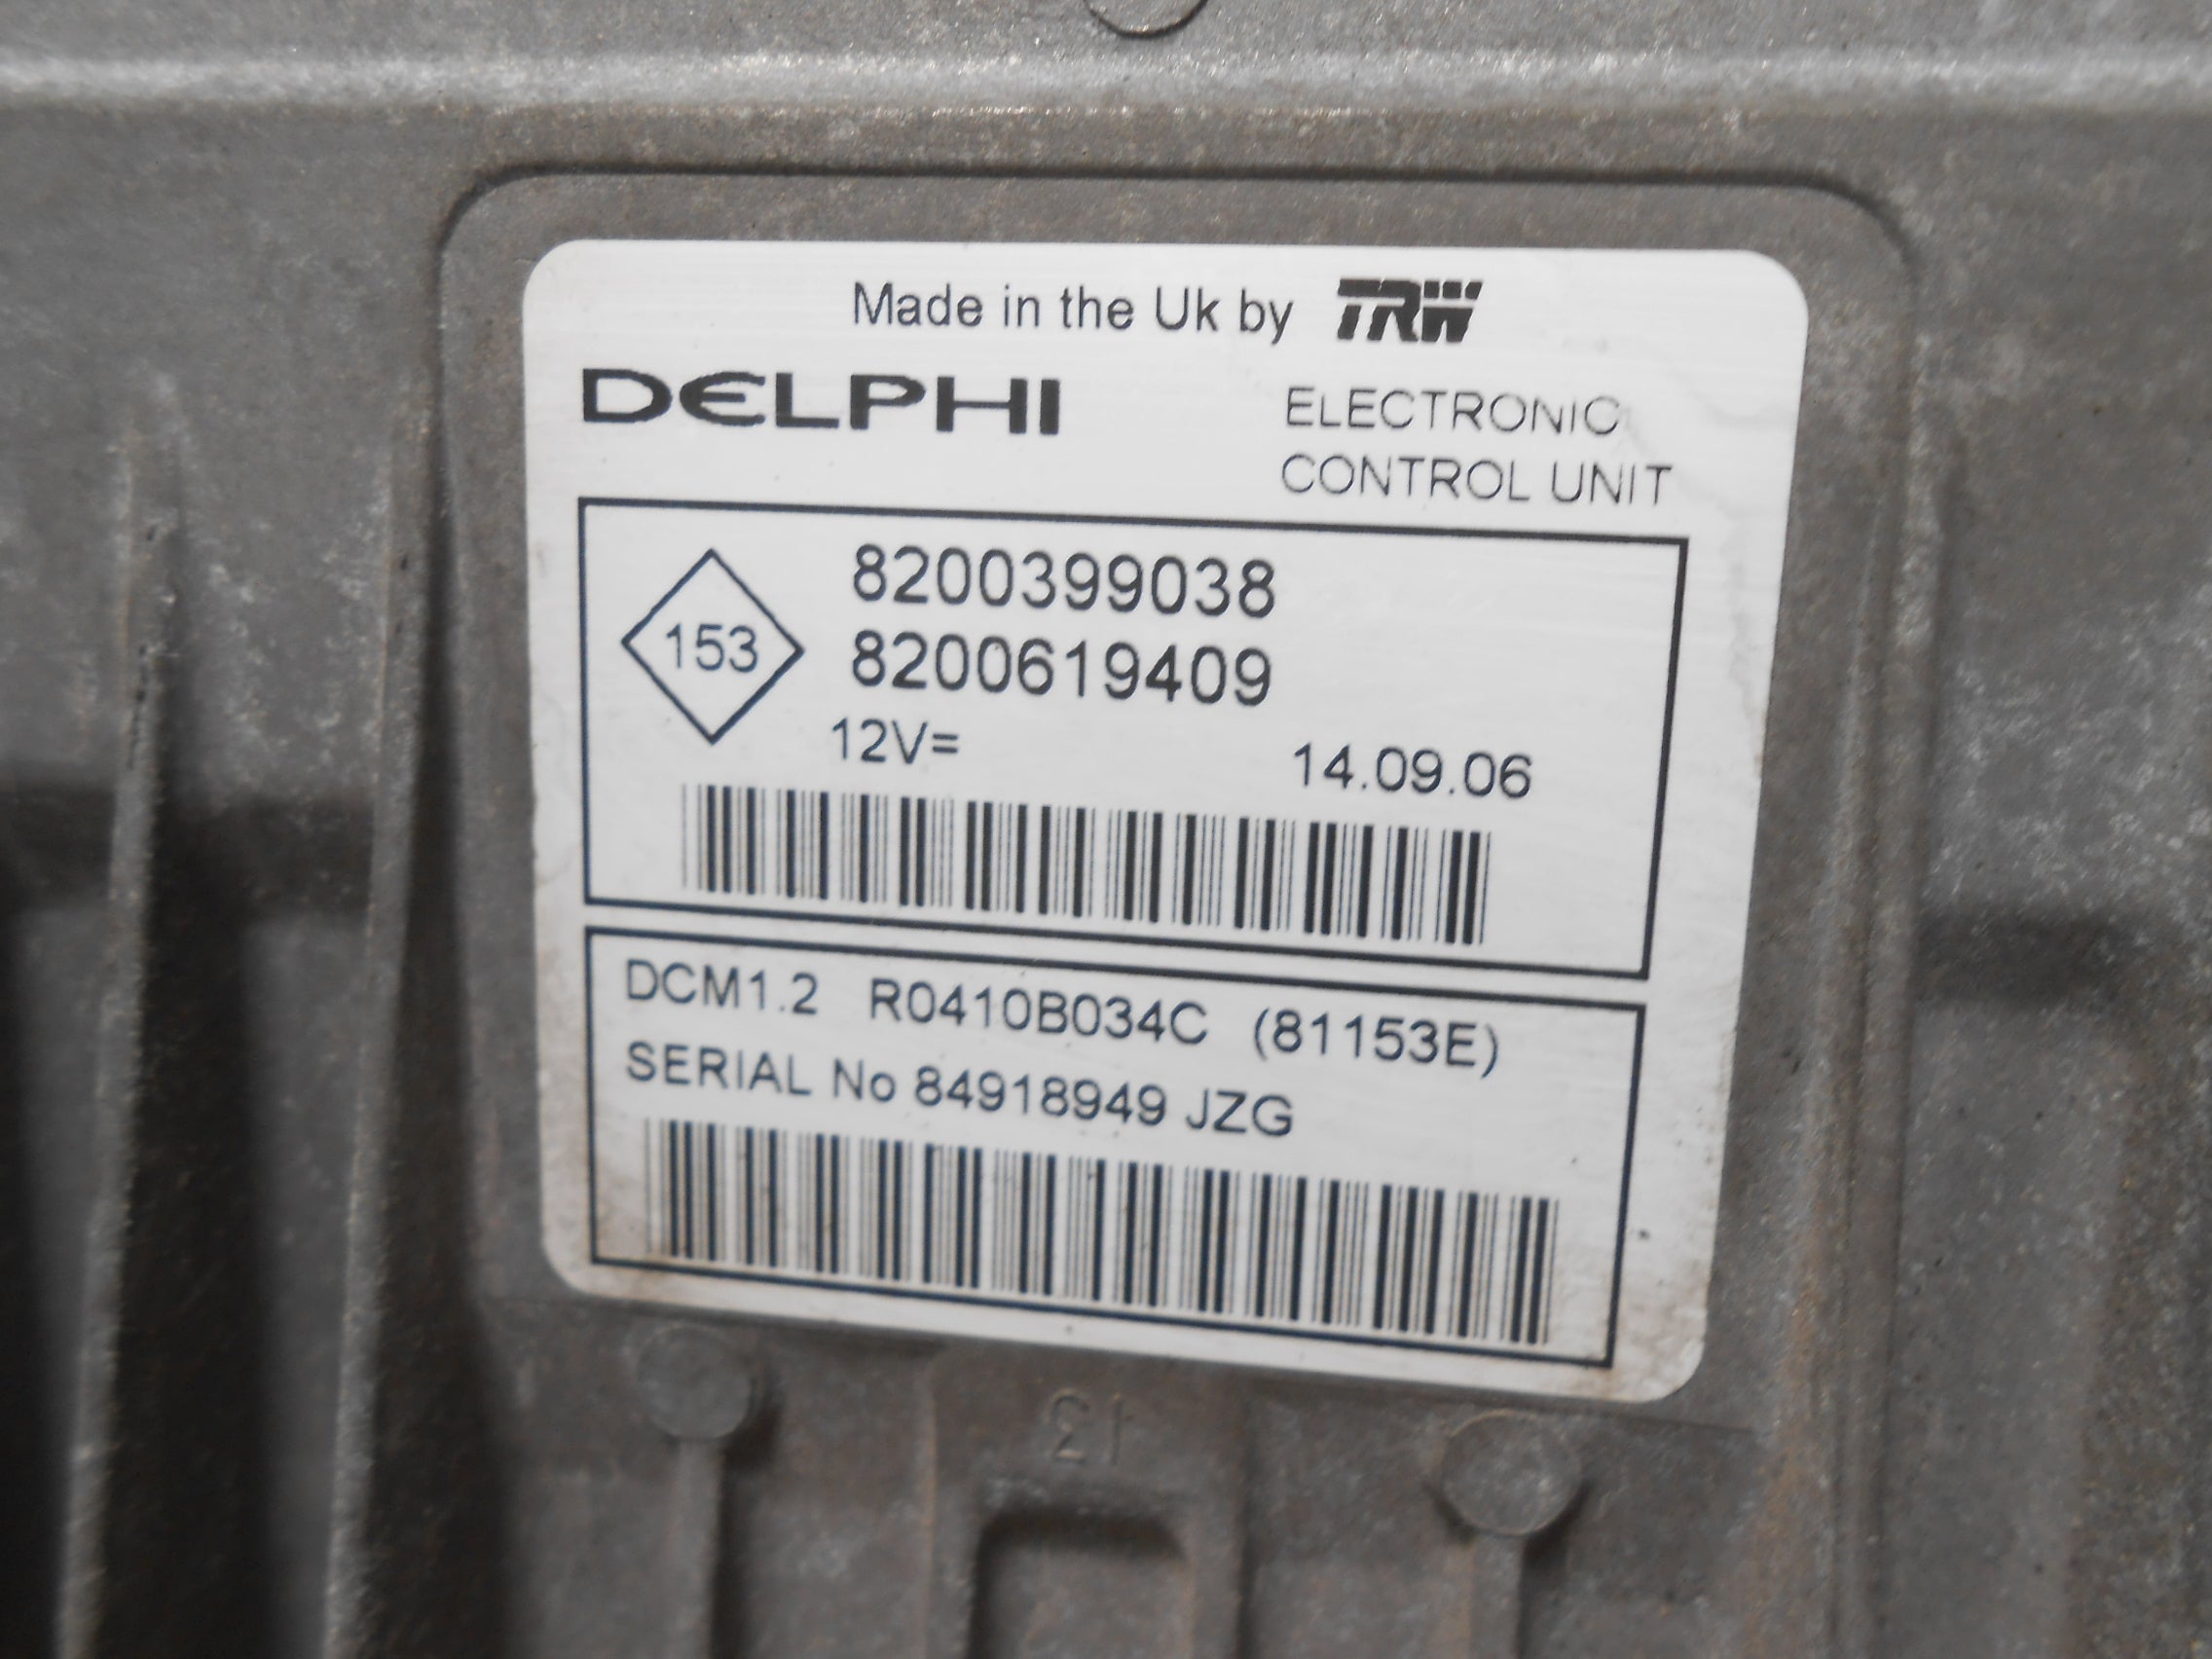 Made in the Uk by TRW
DELPHI
ELECTRONIC
CONTROL UNIT
8200399038
153
8200619409
12V=
14.09.06
DCM1.2 R0410B034C (81153E)
SERIAL No 84918949 JZG
13